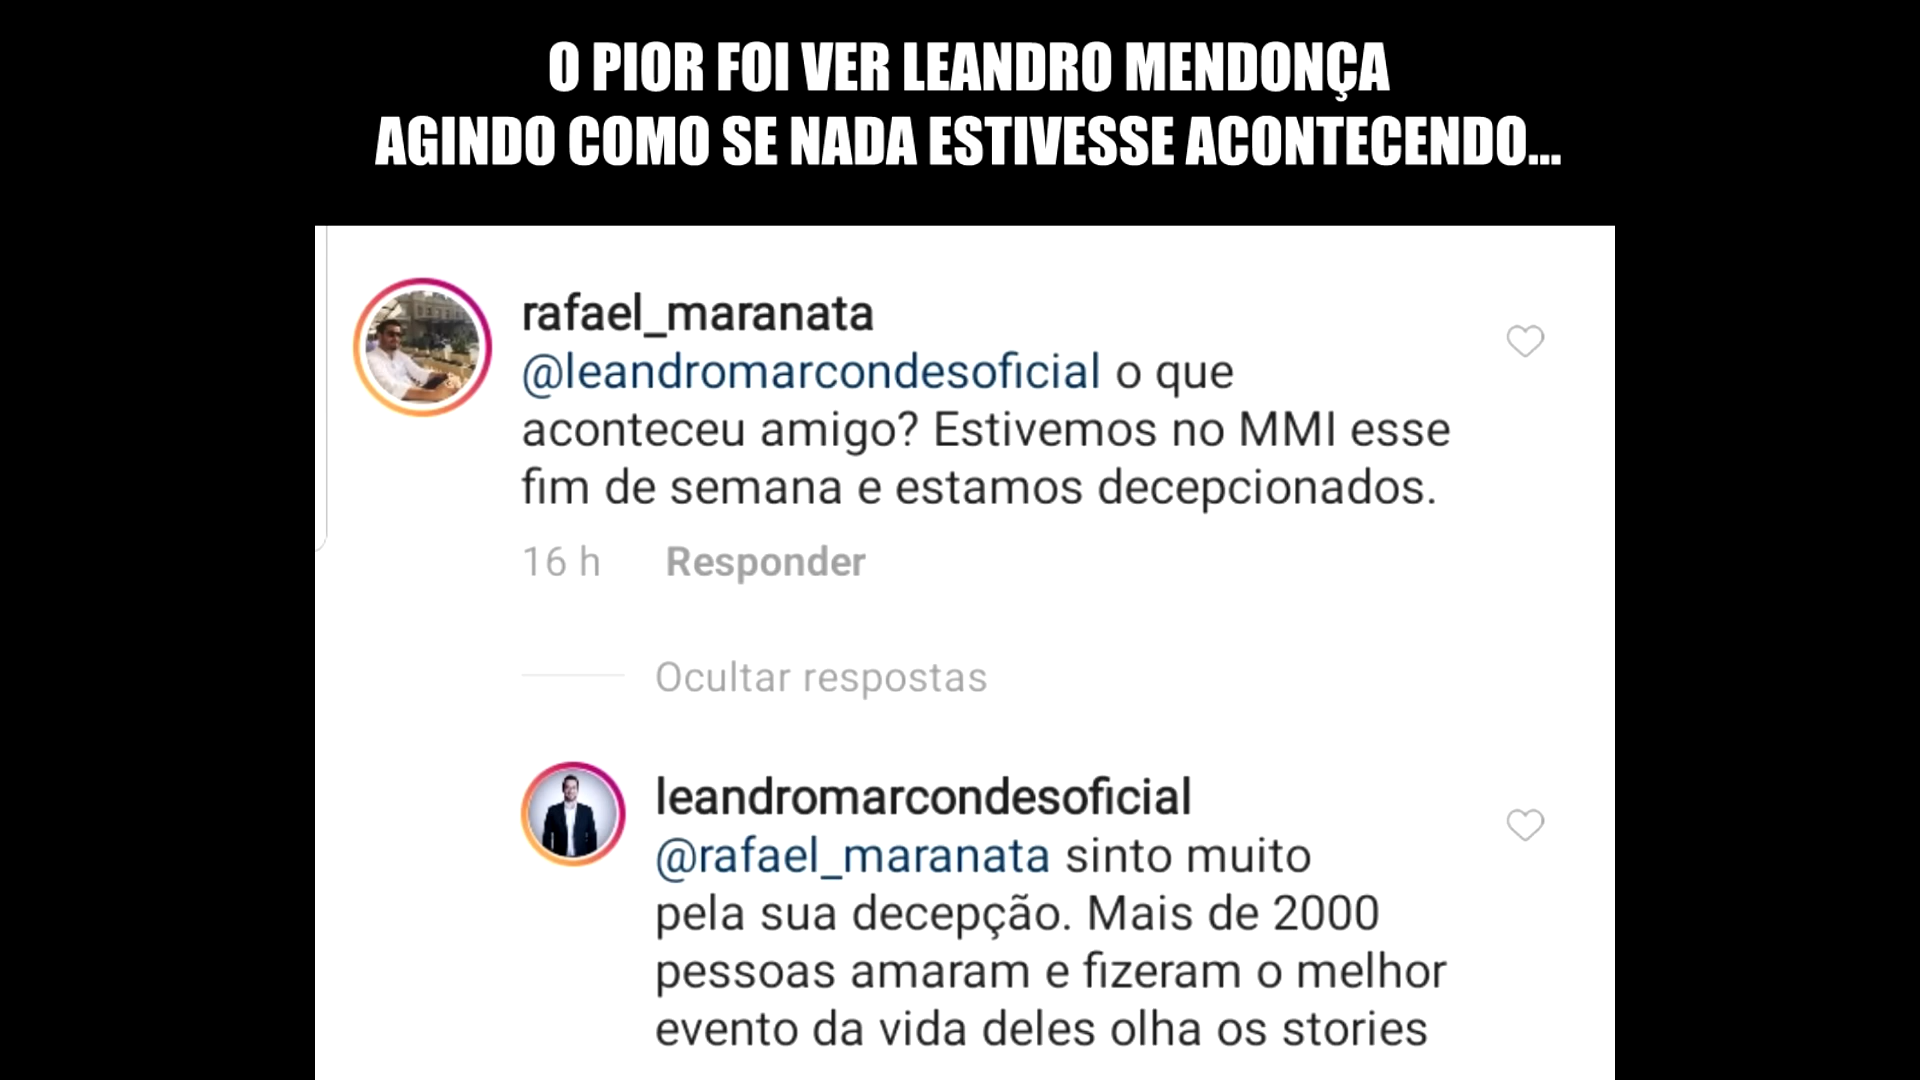 O PIOR FOI VER LEANDRO MENDONÇA
AGINDO COMO SE NADA ESTIVESSE ACONTECENDO...
rafael_maranata
@leandromarcondesoficial o que
aconteceu amigo? Estivemos no MMI esse
fim de semana e estamos decepcionados.
16 h Responder
Ocultar respostas
leandromarcondesoficial
@rafael_maranata sinto muito
pela sua decepção. Mais de 2000
pessoas amaram e fizeram o melhor
evento da vida deles olha os stories